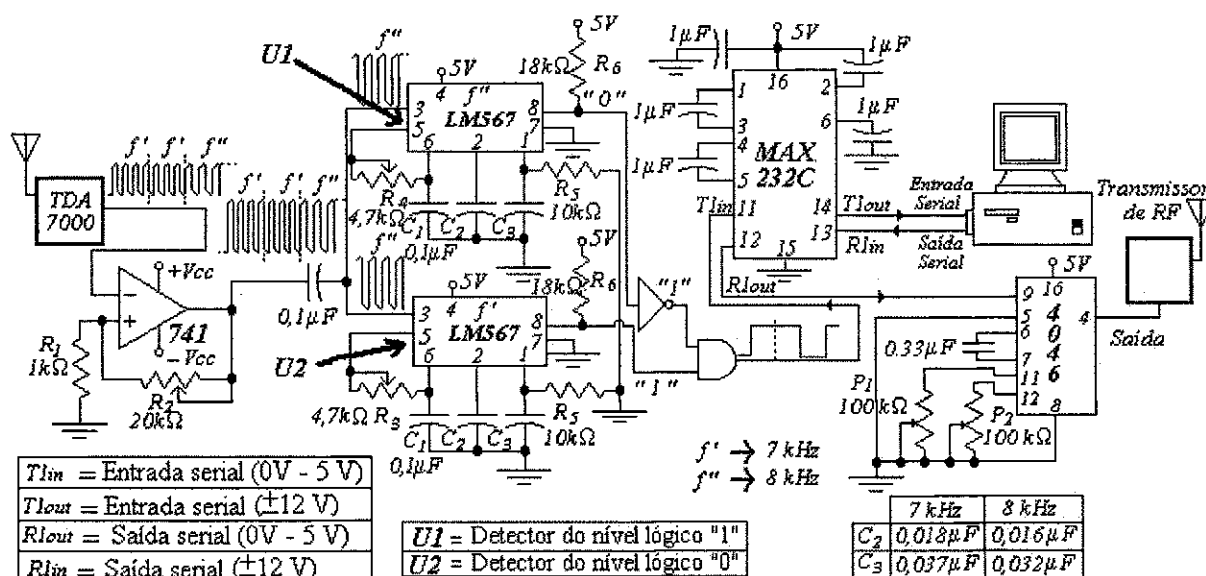 f"
U1
5V
4
f"
LM567
3
5
6
2
1
8
7
18kΩ
R6
5V
"0"
R4
4,7kΩ
C1
C2
C3
0,1μF
R5
10kΩ
TDA
7000
f' f' f"
f' f' f"
+Vcc
-
+
741
-Vcc
R1
1kΩ
R2
20kΩ
0,1μF
f"
U2
5V
4
f'
LM567
3
5
6
2
1
8
7
18kΩ
5V
R6
"1"
"1"
4,7kΩ
R3
C1
C2
C3
0,1μF
R5
10kΩ
1μF
5V
1μF
16
1
2
1μF
3
6
1μF
4
1μF
5
MAX
232C
T1in
11
12
14
13
15
R1out
T1out
R1in
Entrada
Serial
Saída
Serial
Transmissor
de RF
5V
16
9
5
6
7
11
12
8
4
4
0
4
6
Saída
0.33μF
P1
100 kΩ
P2
100 kΩ
f' → 7 kHz
f" → 8 kHz
T1in = Entrada serial (0V - 5 V)
T1out = Entrada serial (±12 V)
R1out = Saída serial (0V - 5 V)
R1in = Saída serial (±12 V)
U1 = Detector do nível lógico "1"
U2 = Detector do nível lógico "0"
7 kHz 8 kHz
C2 0,018μF 0,016μF
C3 0,037μF 0,032μF